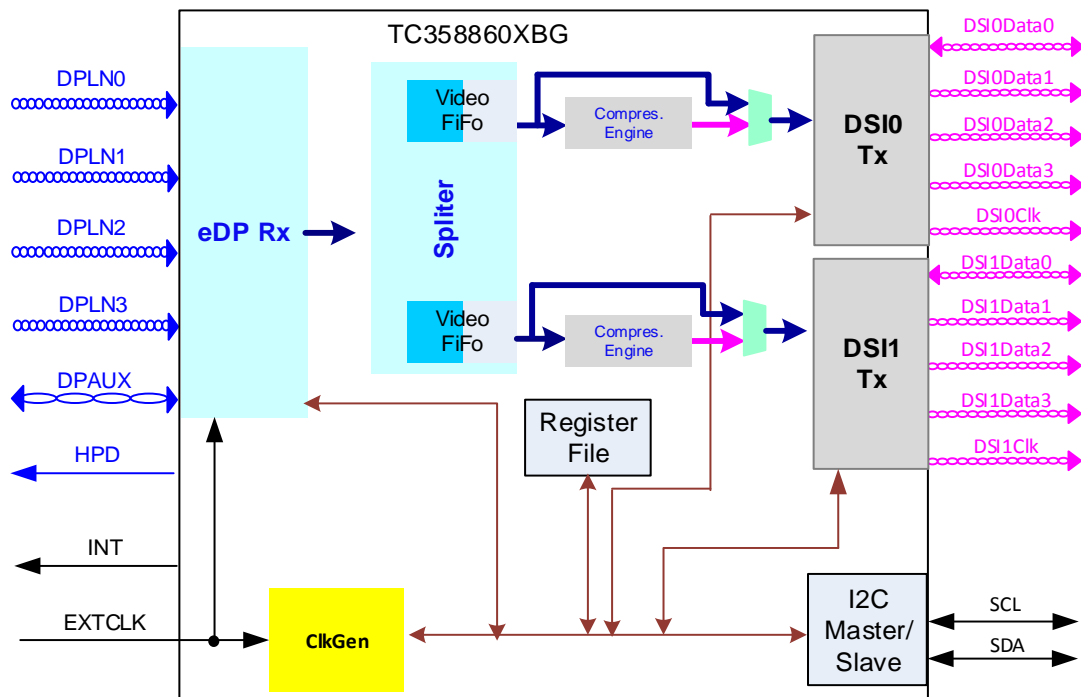 TC358860XBG
DPLN0
DPLN1
DPLN2
DPLN3
DPAUX
HPD
INT
EXTCLK
eDP Rx
Spliter
Video
FiFo
Compres.
Engine
Video
FiFo
Compres.
Engine
DSI0
Tx
DSI1
Tx
Register
File
ClkGen
I2C
Master/
Slave
DSI0Data0
DSI0Data1
DSI0Data2
DSI0Data3
DSI0Clk
DSI1Data0
DSI1Data1
DSI1Data2
DSI1Data3
DSI1Clk
SCL
SDA